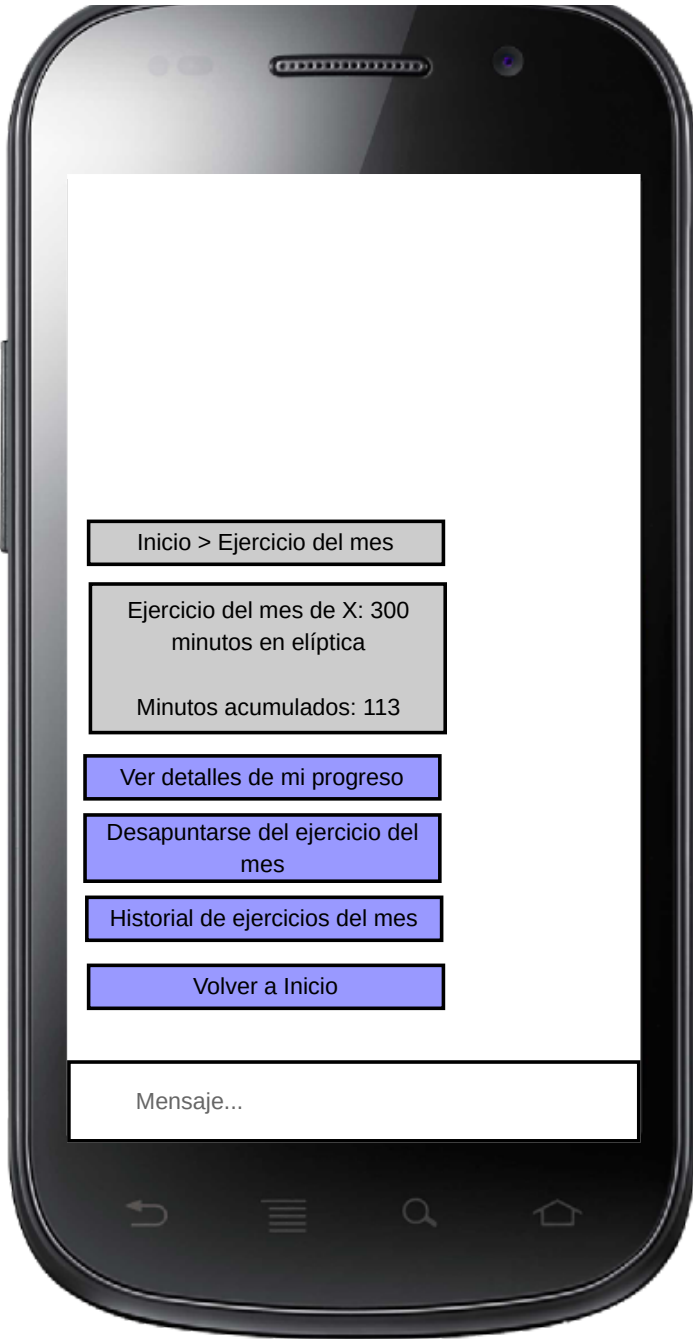 Inicio > Ejercicio del mes
Ejercicio del mes de X: 300
minutos en elíptica
Minutos acumulados: 113
Ver detalles de mi progreso
Desapuntarse del ejercicio del
mes
Historial de ejercicios del mes
Volver a Inicio
Mensaje...